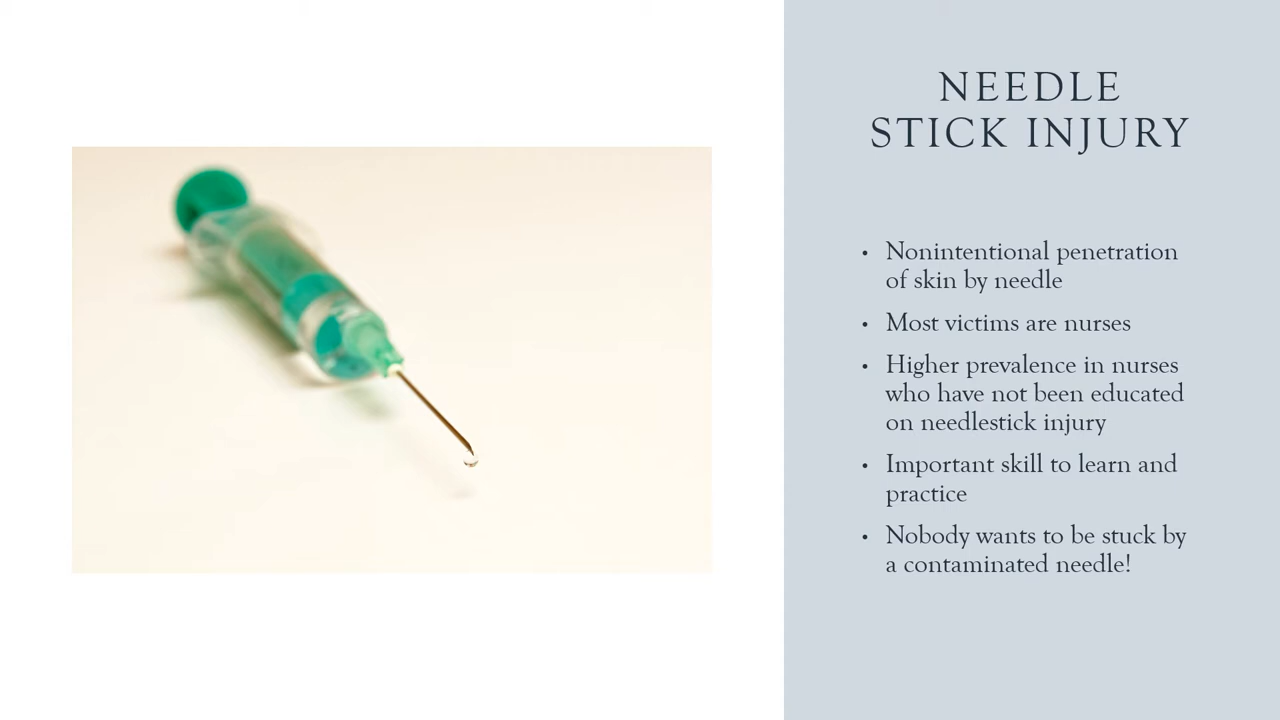 NEEDLE
STICK INJURY
• Nonintentional penetration
of skin by needle
• Most victims are nurses
• Higher prevalence in nurses
who have not been educated
on needlestick injury
• Important skill to learn and
practice
• Nobody wants to be stuck by
a contaminated needle!